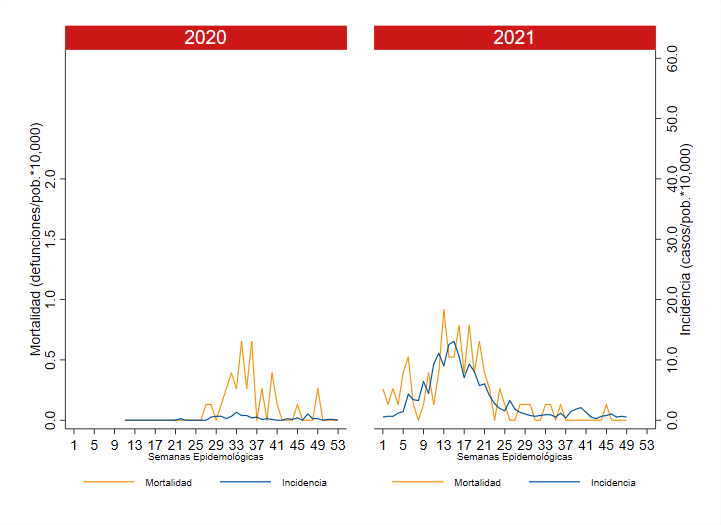 2020
2021
Mortalidad (defunciones/pob.*10,000)
0.0 0.5 1.0 1.5 2.0
Incidencia (casos/pob.*10,000)
0.0 10.0 20.0 30.0 40.0 50.0 60.0
1 5 9 13 17 21 25 29 33 37 41 45 49 53
1 5 9 13 17 21 25 29 33 37 41 45 49 53
Semanas Epidemológicas
Semanas Epidemológicas
Mortalidad Incidencia
Mortalidad Incidencia